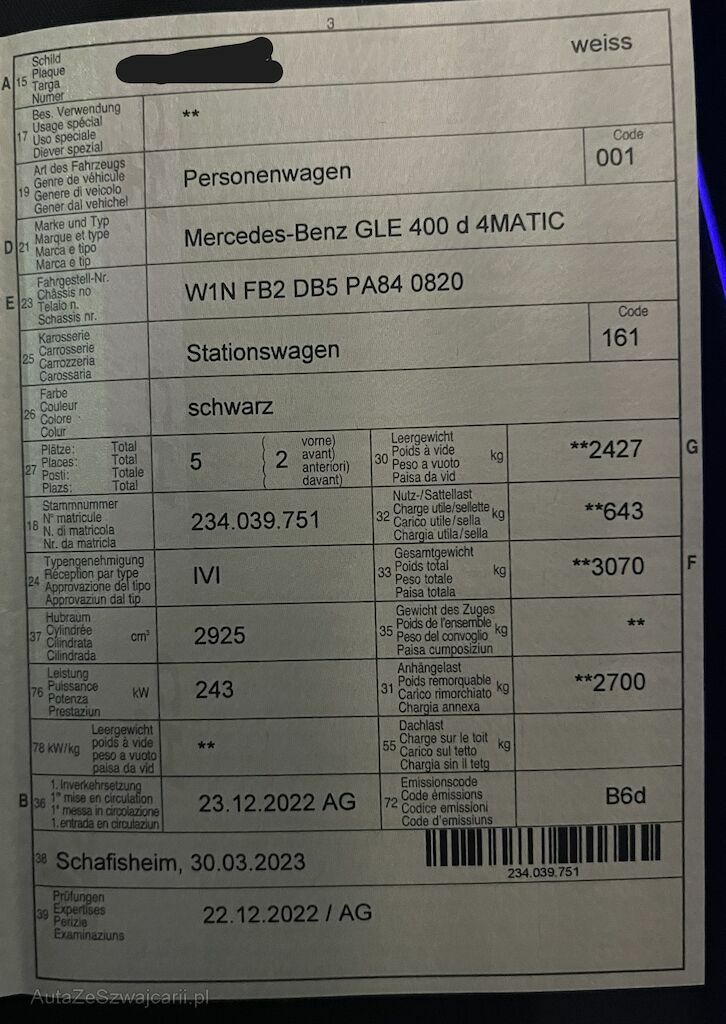 3
A 15 Schild
Plaque
Targa
Numer
weiss
17 Bes. Verwendung
Usage spécial
Uso speciale
Diever spezial
**
19 Art des Fahrzeugs
Genre de véhicule
Genere di veicolo
Gener dal vehichel
Personenwagen
Code
001
D 21 Marke und Typ
Marque et type
Marca e tipo
Marca e tip
Mercedes-Benz GLE 400 d 4MATIC
E 23 Fahrgestell-Nr.
Châssis no
Telaio n.
Schassis nr.
W1N FB2 DB5 PA84 0820
25 Karosserie
Carrosserie
Carrozzeria
Carossaria
Stationswagen
Code
161
26 Farbe
Couleur
Colore
Colur
schwarz
27 Plätze: Total
Places: Total
Posti: Totale
Plazs: Total
5 ( 2 vorne)
avant)
anteriori)
davant)
30 Leergewicht
Poids à vide
Peso a vuoto
Paisa da vid
kg
**2427 G
18 Stammnummer
N° matricule
N. di matricola
Nr. da matricla
234.039.751
32 Nutz-/Sattellast
Charge utile/sellette
Carico utile/sella
Chargia utila/sella
kg
**643
24 Typengenehmigung
Réception par type
Approvazione del tipo
Approvaziun dal tip
IVI
33 Gesamtgewicht
Poids total
Peso totale
Paisa totala
kg
**3070 F
37 Hubraum
Cylindrée
Cilindrata
Cilindrada
cm³
2925
35 Gewicht des Zuges
Poids de l'ensemble
Peso del convoglio
Paisa cumposiziun
kg
**
76 Leistung
Puissance
Potenza
Prestaziun
kW
243
31 Anhängelast
Poids remorquable
Carico rimorchiato
Chargia annexa
kg
**2700
78 kW/kg Leergewicht
poids à vide
peso a vuoto
paisa da vid
**
55 Dachlast
Charge sur le toit
Carico sul tetto
Chargia sin il tetg
kg
B 36 1. Inverkehrsetzung
1re mise en circulation
1a messa in circolazione
1. entrada en circulaziun
23.12.2022 AG
72 Emissionscode
Code émissions
Codice emissioni
Code d'emissiuns
B6d
38 Schafisheim, 30.03.2023
234.039.751
39 Prüfungen
Expertises
Perizie
Examinaziuns
22.12.2022 / AG
AutaZeSzwajcarii.pl